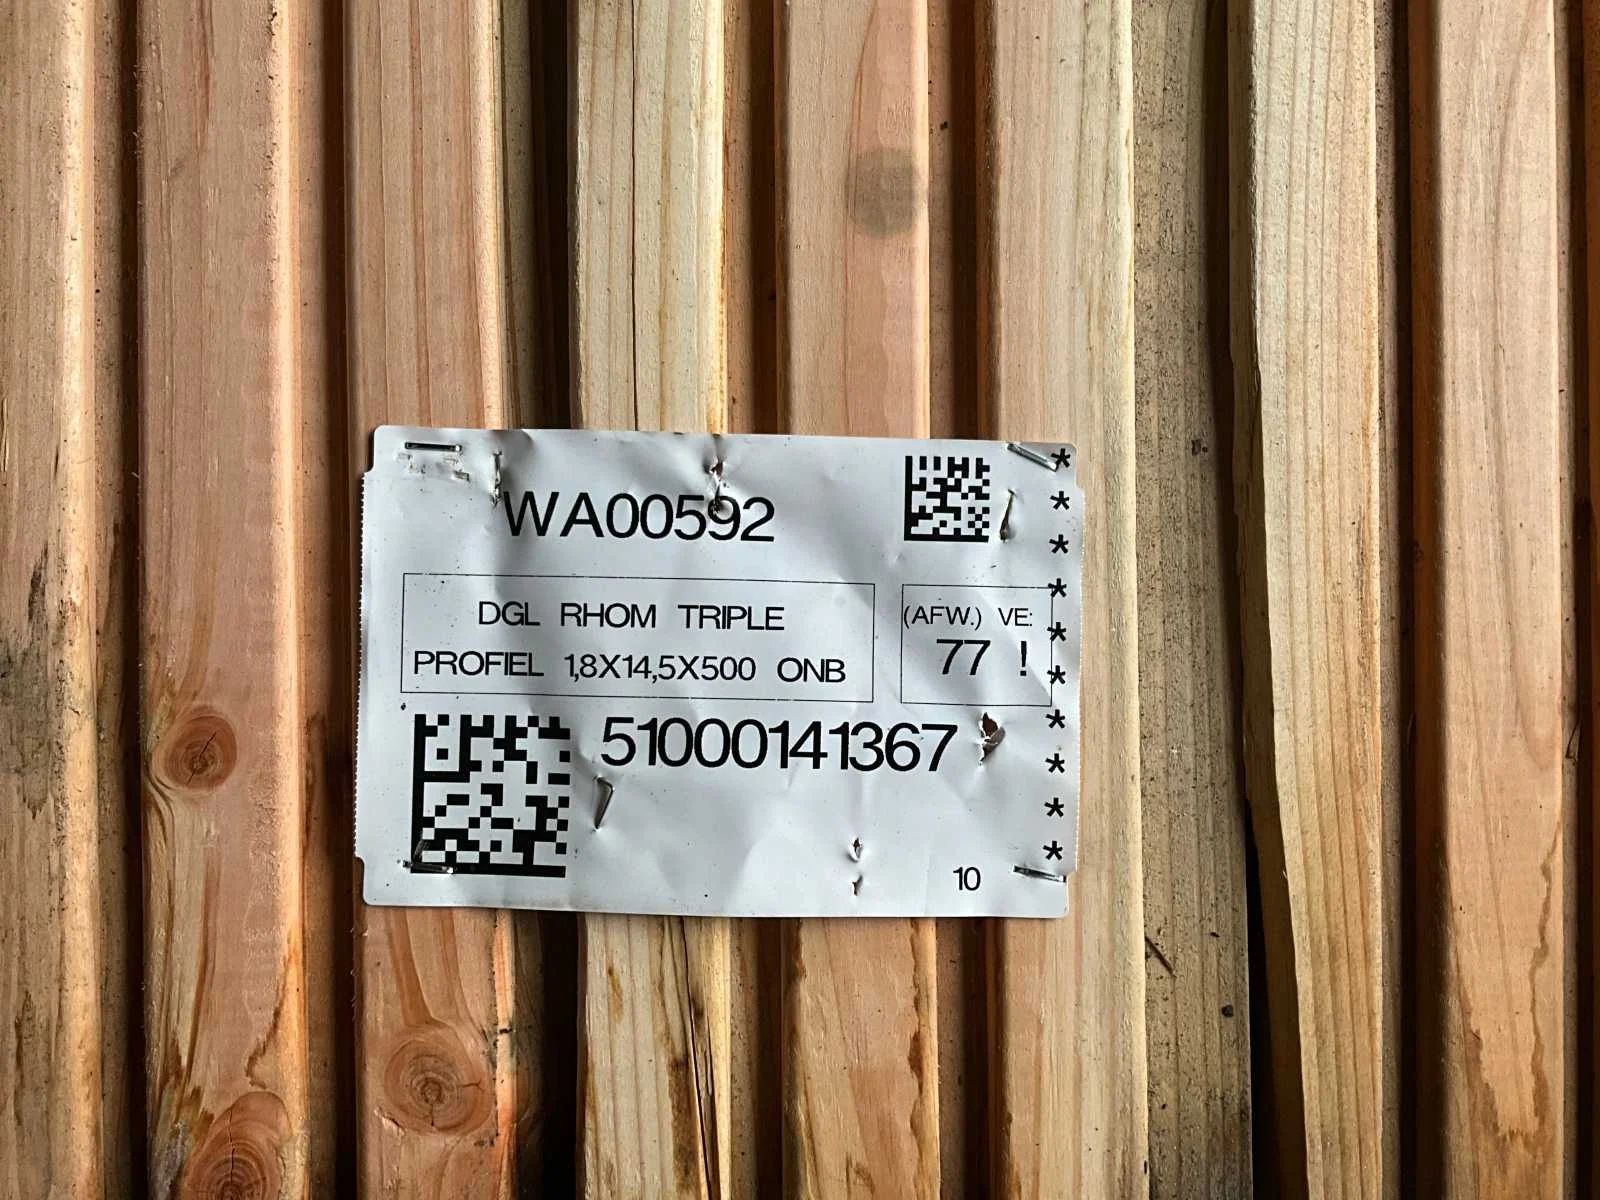 WA00592
DGL RHOM TRIPLE
PROFIEL 1,8X14,5X500 ONB
(AFW.) VE:
77 !
51000141367
10
* * * * * * * * * *